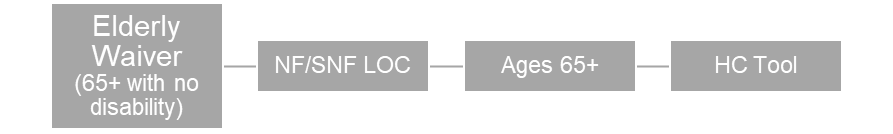 Elderly
Waiver
(65+ with no
disability)
NF/SNF LOC
Ages 65+
HC Tool